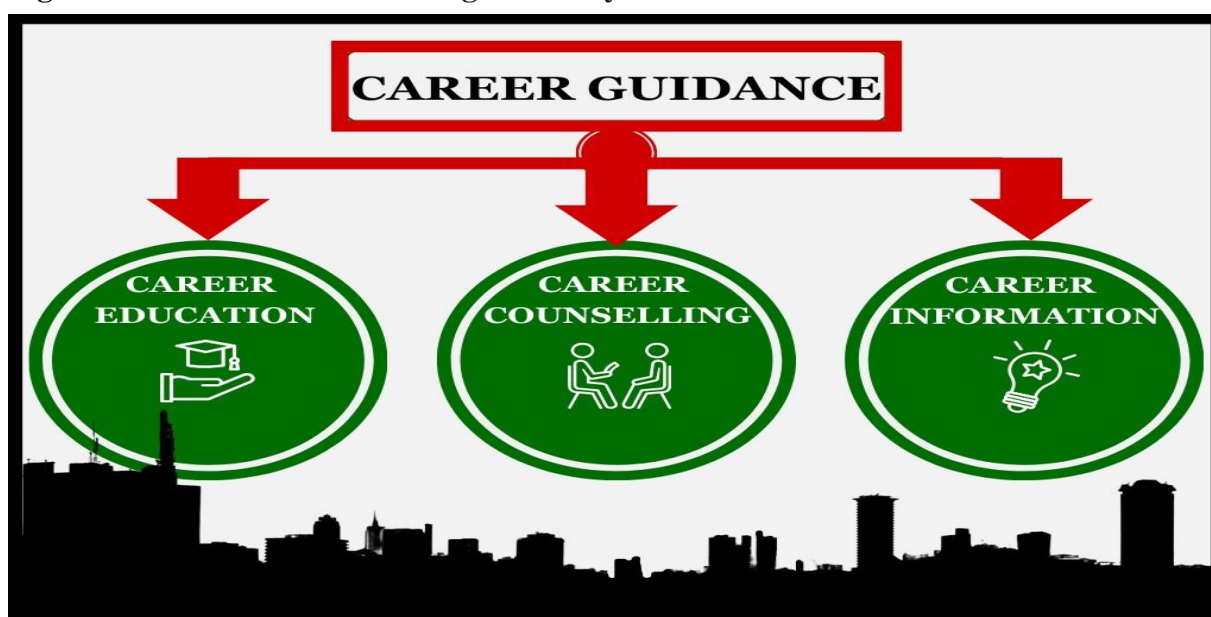 CAREER GUIDANCE
CAREER
EDUCATION
CAREER
COUNSELLING
CAREER
INFORMATION